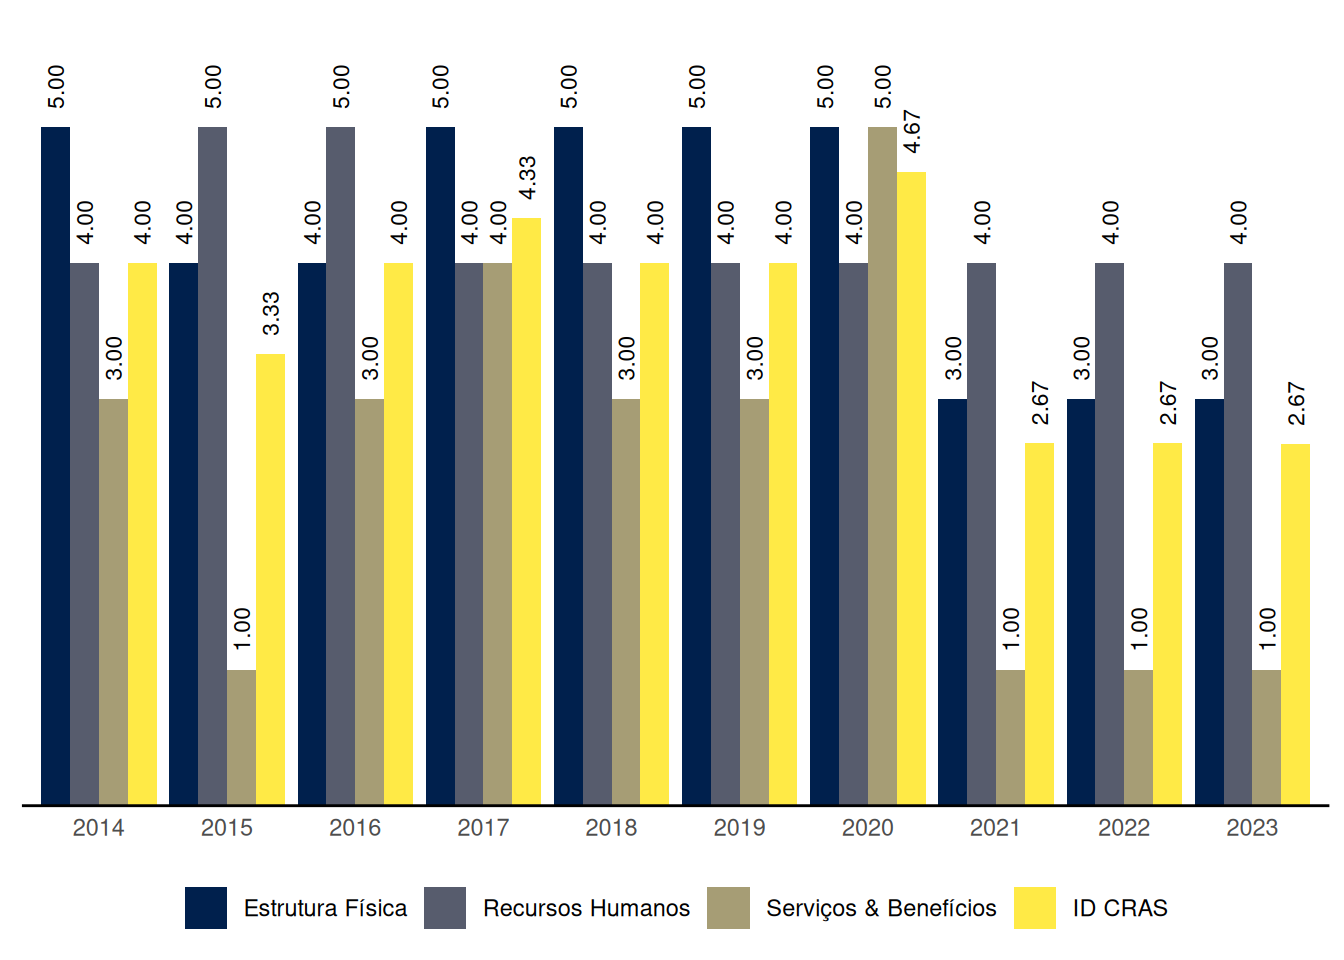 5.00 4.00 3.00 4.00 4.00 5.00 1.00 3.33 4.00 5.00 3.00 4.00 5.00 4.00 4.00 4.33 5.00 4.00 3.00 4.00 5.00 4.00 3.00 4.00 5.00 4.00 5.00 4.67 3.00 4.00 1.00 2.67 3.00 4.00 1.00 2.67 3.00 4.00 1.00 2.67
2014 2015 2016 2017 2018 2019 2020 2021 2022 2023
Estrutura Física Recursos Humanos Serviços & Benefícios ID CRAS